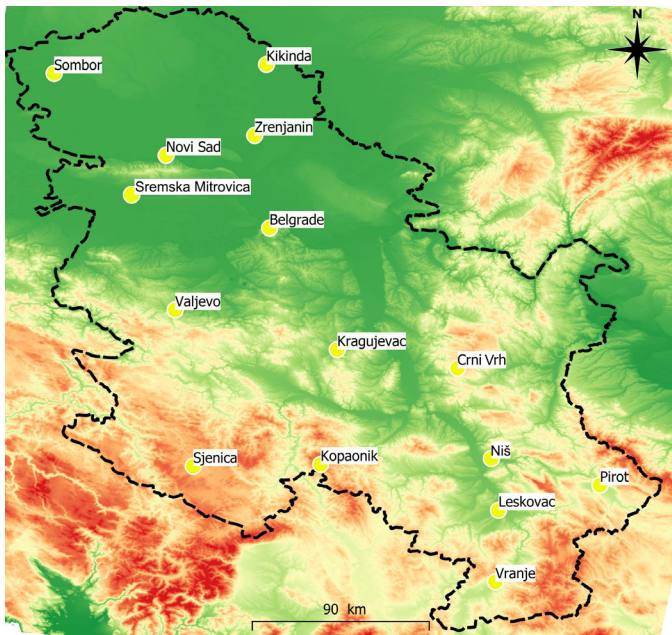 N
Kikinda
Sombor
Zrenjanin
Novi Sad
Sremska Mitrovica
Belgrade
Valjevo
Kragujevac
Crni Vrh
Niš
Sjenica
Kopaonik
Pirot
Leskovac
Vranje
90 km